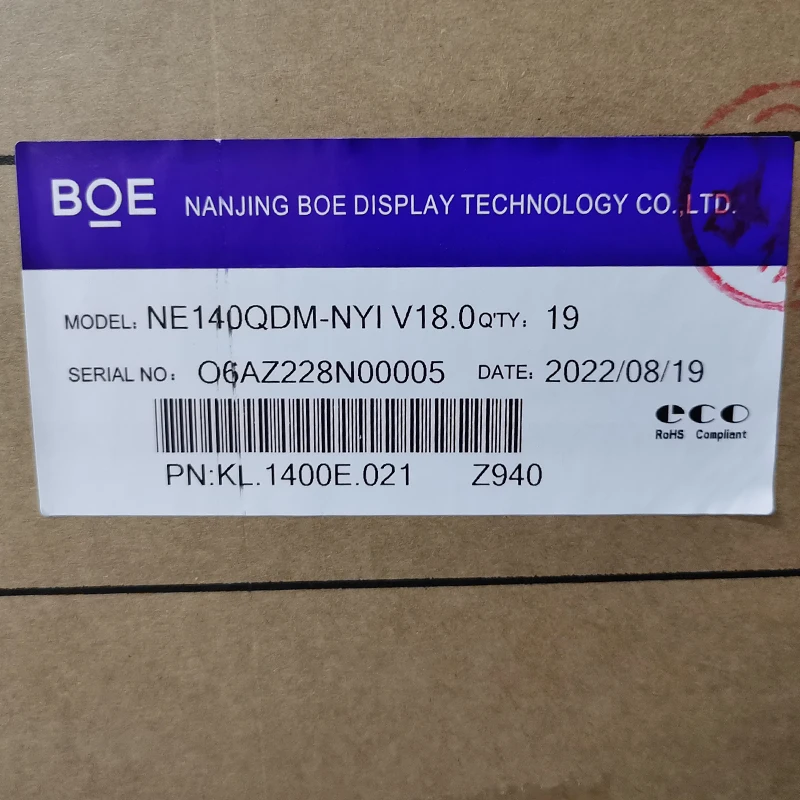 BOE NANJING BOE DISPLAY TECHNOLOGY CO.,LTD.
MODEL: NE140QDM-NYI V18.0 Q'TY: 19
SERIAL NO: O6AZ228N00005 DATE: 2022/08/19
eco
RoHS Compliant
PN:KL.1400E.021 Z940